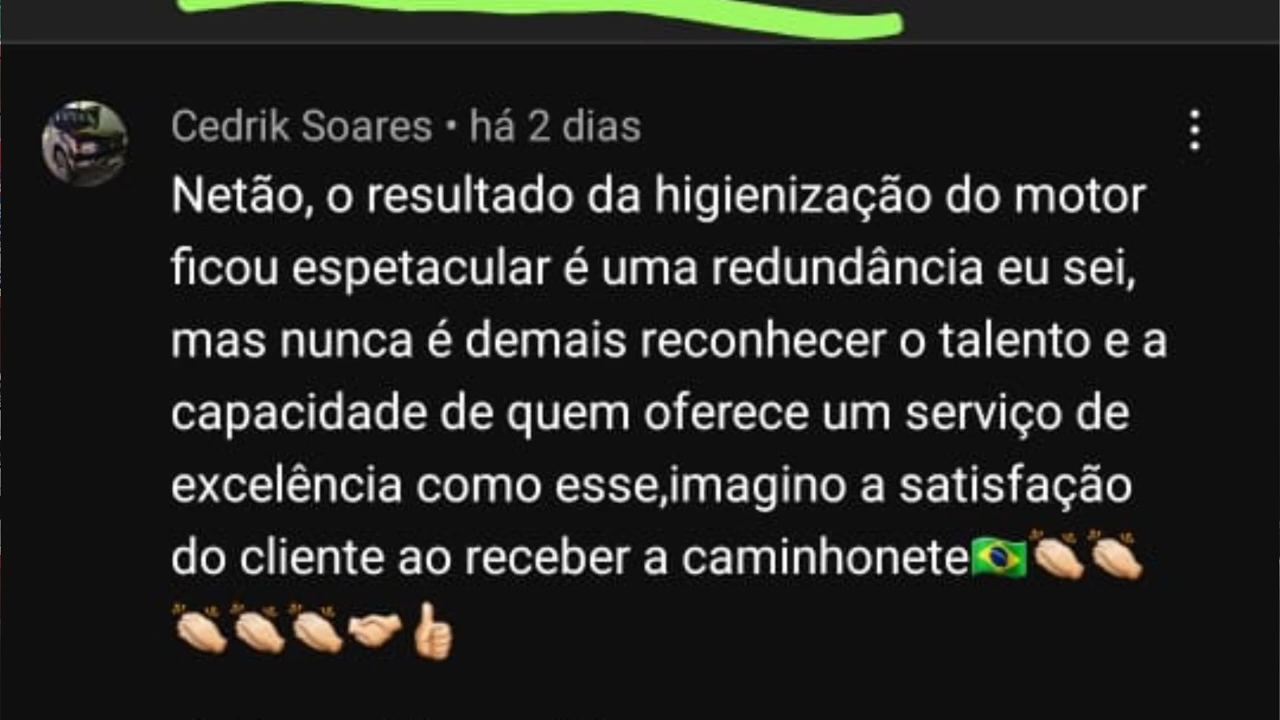 Cedrik Soares • há 2 dias
Netão, o resultado da higienização do motor
ficou espetacular é uma redundância eu sei,
mas nunca é demais reconhecer o talento e a
capacidade de quem oferece um serviço de
excelência como esse,imagino a satisfação
do cliente ao receber a caminhonete🇧🇷👏🏻👏🏻
👏🏻👏🏻👏🏻🤝🏻👍🏻